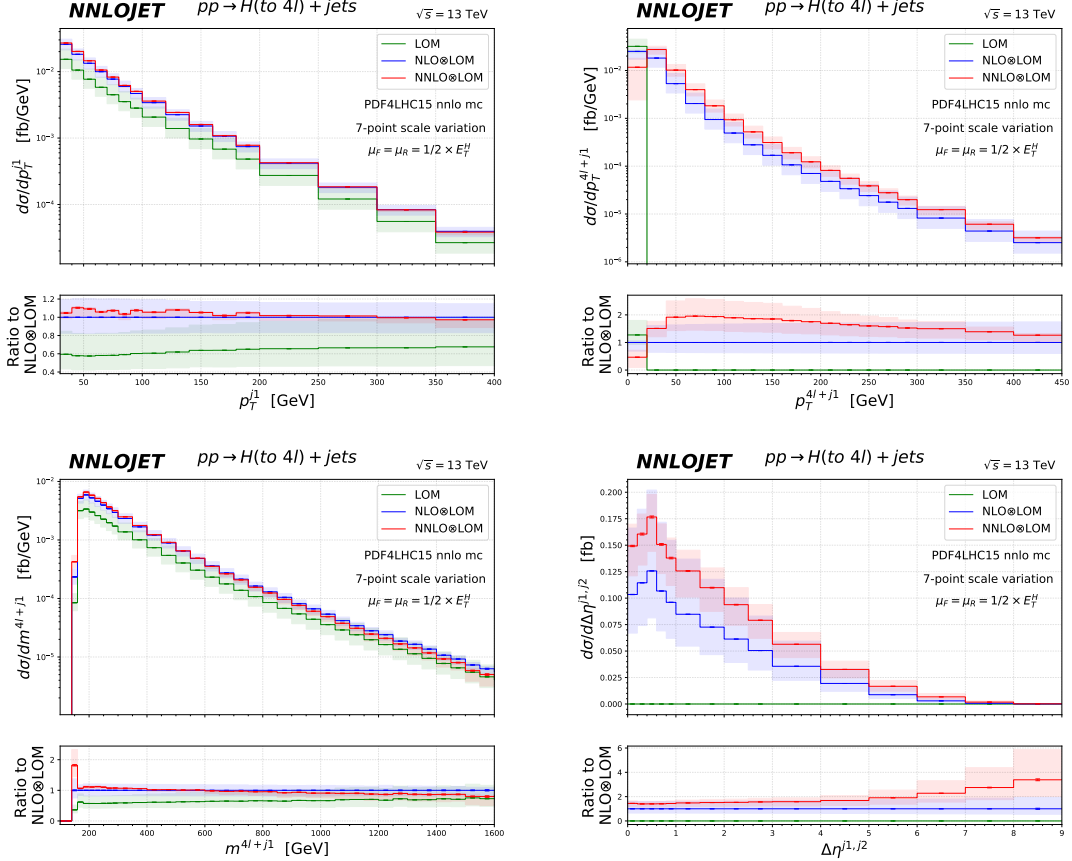 NNLOJET pp → H(to 4l) + jets √s = 13 TeV
LOM
NLO⊗LOM
NNLO⊗LOM
PDF4LHC15 nnlo mc
7-point scale variation
μ_F = μ_R = 1/2 × E_T^H
dσ/dp_T^{j1} [fb/GeV]
10⁻²
10⁻³
10⁻⁴
Ratio to
NLO⊗LOM
1.2
1.0
0.8
0.6
0.4
50 100 150 200 250 300 350 400
p_T^{j1} [GeV]
NNLOJET pp → H(to 4l) + jets √s = 13 TeV
LOM
NLO⊗LOM
NNLO⊗LOM
PDF4LHC15 nnlo mc
7-point scale variation
μ_F = μ_R = 1/2 × E_T^H
dσ/dp_T^{4l+j1} [fb/GeV]
10⁻²
10⁻³
10⁻⁴
10⁻⁵
10⁻⁶
Ratio to
NLO⊗LOM
2
1
0
0 50 100 150 200 250 300 350 400 450
p_T^{4l+j1} [GeV]
NNLOJET pp → H(to 4l) + jets √s = 13 TeV
LOM
NLO⊗LOM
NNLO⊗LOM
PDF4LHC15 nnlo mc
7-point scale variation
μ_F = μ_R = 1/2 × E_T^H
dσ/dm^{4l+j1} [fb/GeV]
10⁻²
10⁻³
10⁻⁴
10⁻⁵
Ratio to
NLO⊗LOM
2
1
0
200 400 600 800 1000 1200 1400 1600
m^{4l+j1} [GeV]
NNLOJET pp → H(to 4l) + jets √s = 13 TeV
LOM
NLO⊗LOM
NNLO⊗LOM
PDF4LHC15 nnlo mc
7-point scale variation
μ_F = μ_R = 1/2 × E_T^H
dσ/dΔη^{j1, j2} [fb]
0.200
0.175
0.150
0.125
0.100
0.075
0.050
0.025
0.000
Ratio to
NLO⊗LOM
6
4
2
0
0 1 2 3 4 5 6 7 8 9
Δη^{j1, j2}